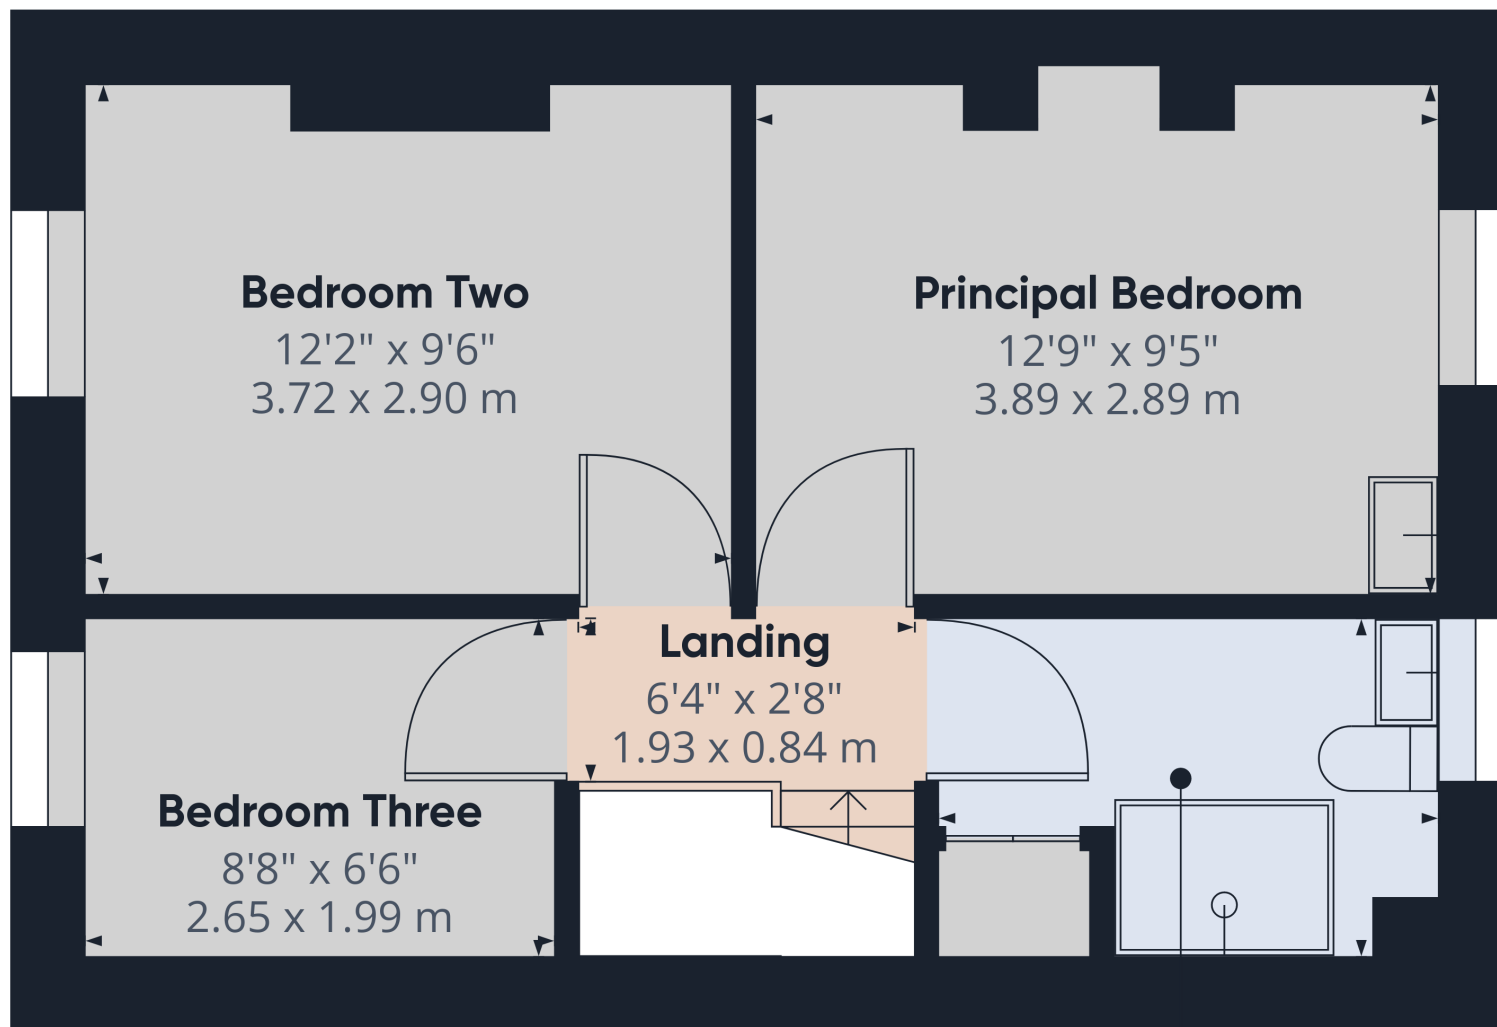 Bedroom Two
12'2" x 9'6"
3.72 x 2.90 m
Principal Bedroom
12'9" x 9'5"
3.89 x 2.89 m
Landing
6'4" x 2'8"
1.93 x 0.84 m
Bedroom Three
8'8" x 6'6"
2.65 x 1.99 m